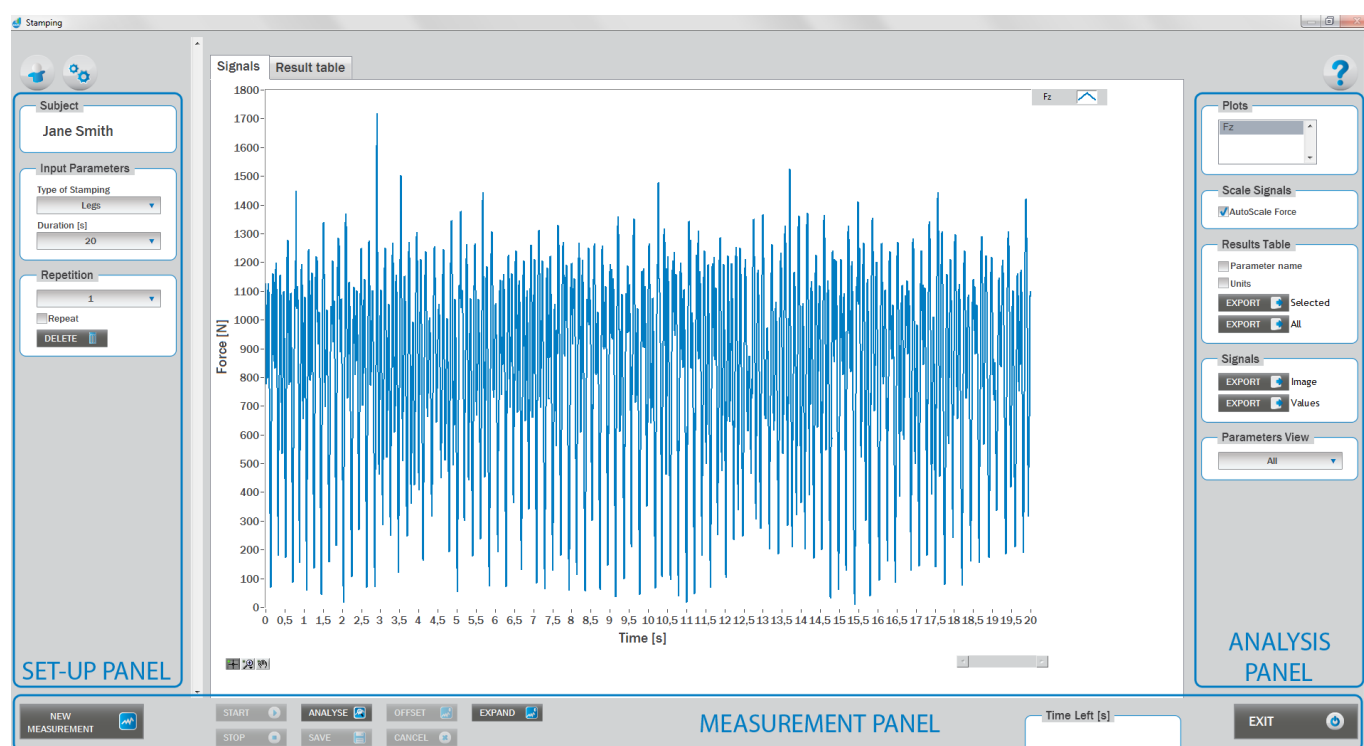 Stamping
Subject
Jane Smith
Input Parameters
Type of Stamping
Legs
Duration [s]
20
Repetition
1
Repeat
DELETE
SET-UP PANEL
Signals
Result table
Fz
1800
1700
1600
1500
1400
1300
1200
1100
1000
900
800
700
600
500
400
300
200
100
0
Force [N]
0 0,5 1 1,5 2 2,5 3 3,5 4 4,5 5 5,5 6 6,5 7 7,5 8 8,5 9 9,5 10 10,5 11 11,5 12 12,5 13 13,5 14 14,5 15 15,5 16 16,5 17 17,5 18 18,5 19 19,5 20
Time [s]
?
Plots
Fz
Scale Signals
AutoScale Force
Results Table
Parameter name
Units
EXPORT Selected
EXPORT All
Signals
EXPORT Image
EXPORT Values
Parameters View
All
ANALYSIS
PANEL
NEW
MEASUREMENT
START
ANALYSE
OFFSET
EXPAND
STOP
SAVE
CANCEL
MEASUREMENT PANEL
Time Left [s]
EXIT